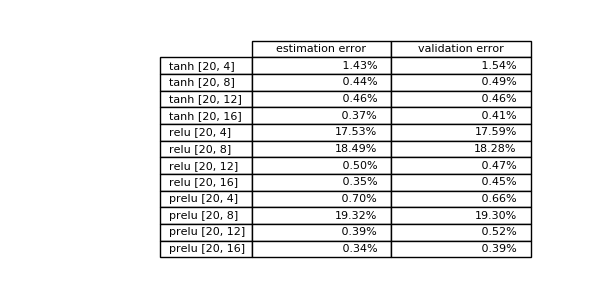 estimation error validation error
tanh [20, 4] 1.43% 1.54%
tanh [20, 8] 0.44% 0.49%
tanh [20, 12] 0.46% 0.46%
tanh [20, 16] 0.37% 0.41%
relu [20, 4] 17.53% 17.59%
relu [20, 8] 18.49% 18.28%
relu [20, 12] 0.50% 0.47%
relu [20, 16] 0.35% 0.45%
prelu [20, 4] 0.70% 0.66%
prelu [20, 8] 19.32% 19.30%
prelu [20, 12] 0.39% 0.52%
prelu [20, 16] 0.34% 0.39%